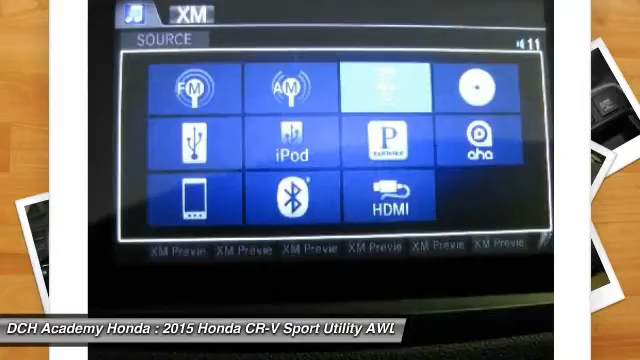 XM
SOURCE
11
FM
AM
iPod
P
PANDORA
aha
HDMI
XM Previe XM Previe XM Previe XM Previe XM Previe XM Previe
DCH Academy Honda : 2015 Honda CR-V Sport Utility AWD